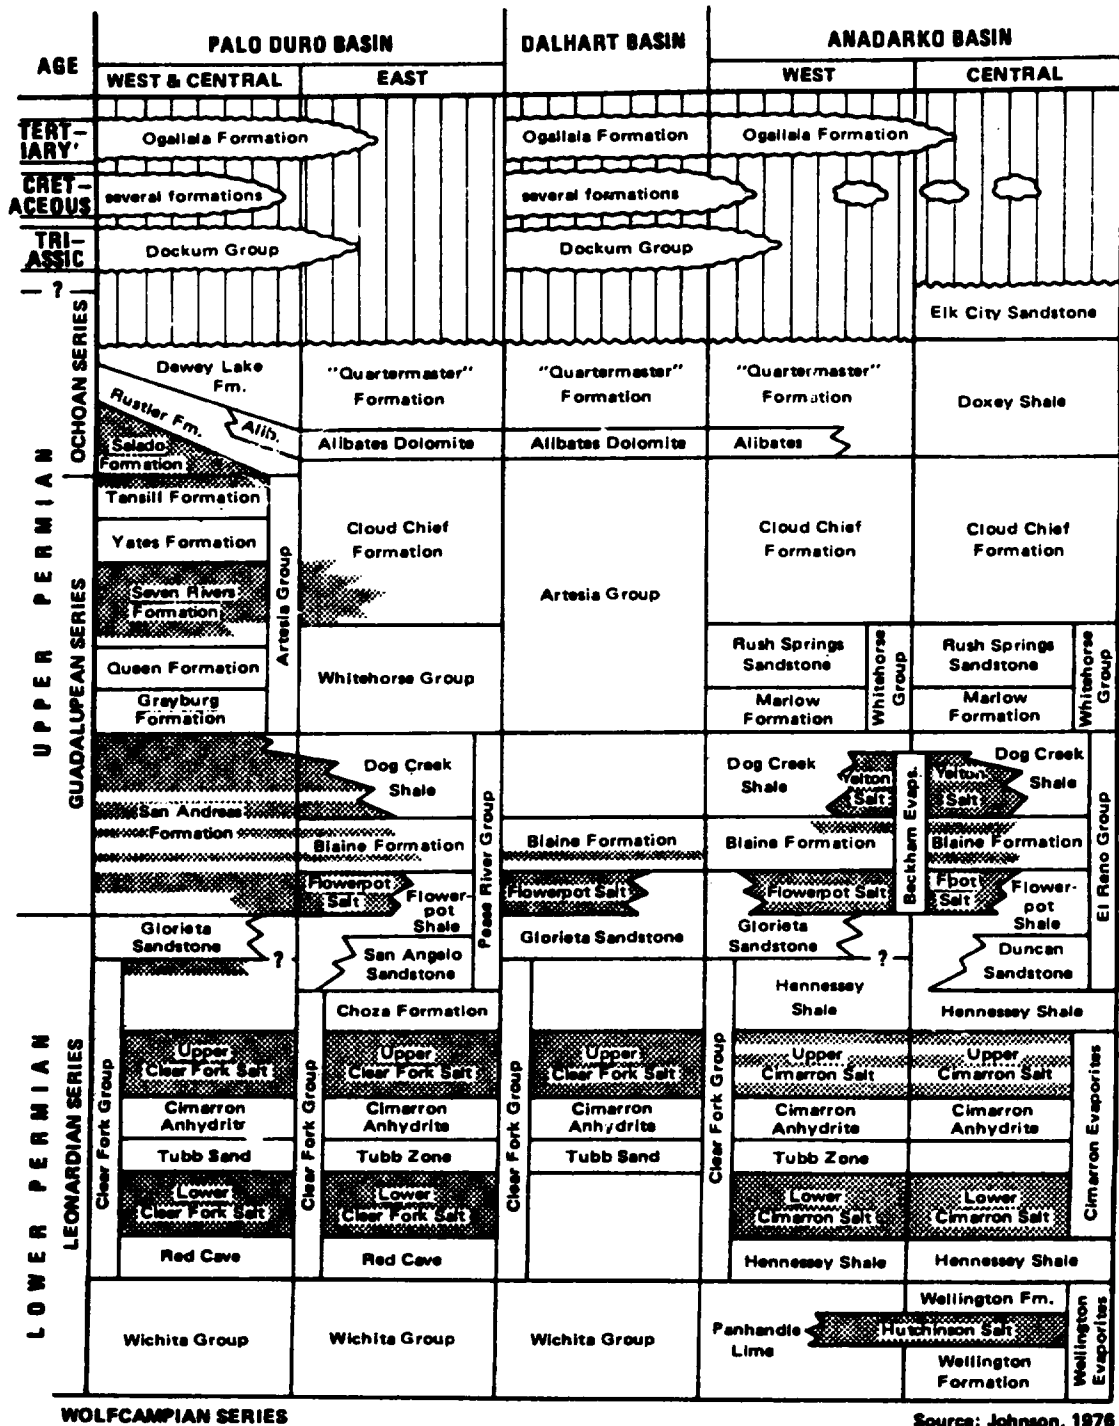 AGE
PALO DURO BASIN
DALHART BASIN
ANADARKO BASIN
WEST & CENTRAL
EAST
WEST
CENTRAL
TERT-
IARY
Ogallala Formation
Ogallala Formation
Ogallala Formation
CRET-
ACEOUS
several formations
several formations
TRI-
ASSIC
Dockum Group
Dockum Group
— ? —
Elk City Sandstone
UPPER PERMIAN
OCHOAN SERIES
Dewey Lake
Fm.
Rustler Fm.
Alib.
Salado
Formation
"Quartermaster"
Formation
Alibates Dolomite
"Quartermaster"
Formation
Alibates Dolomite
"Quartermaster"
Formation
Alibates
Doxey Shale
GUADALUPEAN SERIES
Tansill Formation
Yates Formation
Seven Rivers
Formation
Queen Formation
Grayburg
Formation
Artesia Group
Cloud Chief
Formation
Whitehorse Group
Artesia Group
Cloud Chief
Formation
Rush Springs
Sandstone
Marlow
Formation
Whitehorse
Group
Cloud Chief
Formation
Rush Springs
Sandstone
Marlow
Formation
Whitehorse
Group
San Andreas
Formation
Dog Creek
Shale
Blaine Formation
Flowerpot
Salt
Flower-
pot
Shale
Pease River Group
Blaine Formation
Flowerpot Salt
Dog Creek
Shale
Yelton
Salt
Blaine Formation
Flowerpot Salt
Beckham Evaps.
Dog Creek
Shale
Yelton
Salt
Blaine Formation
Fpot
Salt
Flower-
pot
Shale
El Reno Group
LOWER PERMIAN
LEONARDIAN SERIES
Glorieta
Sandstone
?
San Angelo
Sandstone
Glorieta Sandstone
Glorieta
Sandstone
?
Duncan
Sandstone
Clear Fork Group
Upper
Clear Fork Salt
Cimarron
Anhydrite
Tubb Sand
Lower
Clear Fork Salt
Red Cave
Clear Fork Group
Choza Formation
Upper
Clear Fork Salt
Cimarron
Anhydrite
Tubb Zone
Lower
Clear Fork Salt
Red Cave
Clear Fork Group
Upper
Clear Fork Salt
Cimarron
Anhydrite
Tubb Sand
Clear Fork Group
Hennessey
Shale
Upper
Cimarron Salt
Cimarron
Anhydrite
Tubb Zone
Lower
Cimarron Salt
Hennessey Shale
Hennessey Shale
Upper
Cimarron Salt
Cimarron
Anhydrite
Lower
Cimarron Salt
Hennessey Shale
Cimarron Evaporites
Wichita Group
Wichita Group
Wichita Group
Panhandle
Lime
Wellington Fm.
Hutchinson Salt
Wellington
Formation
Wellington
Evaporites
WOLFCAMPIAN SERIES
Source: Johnson, 1976